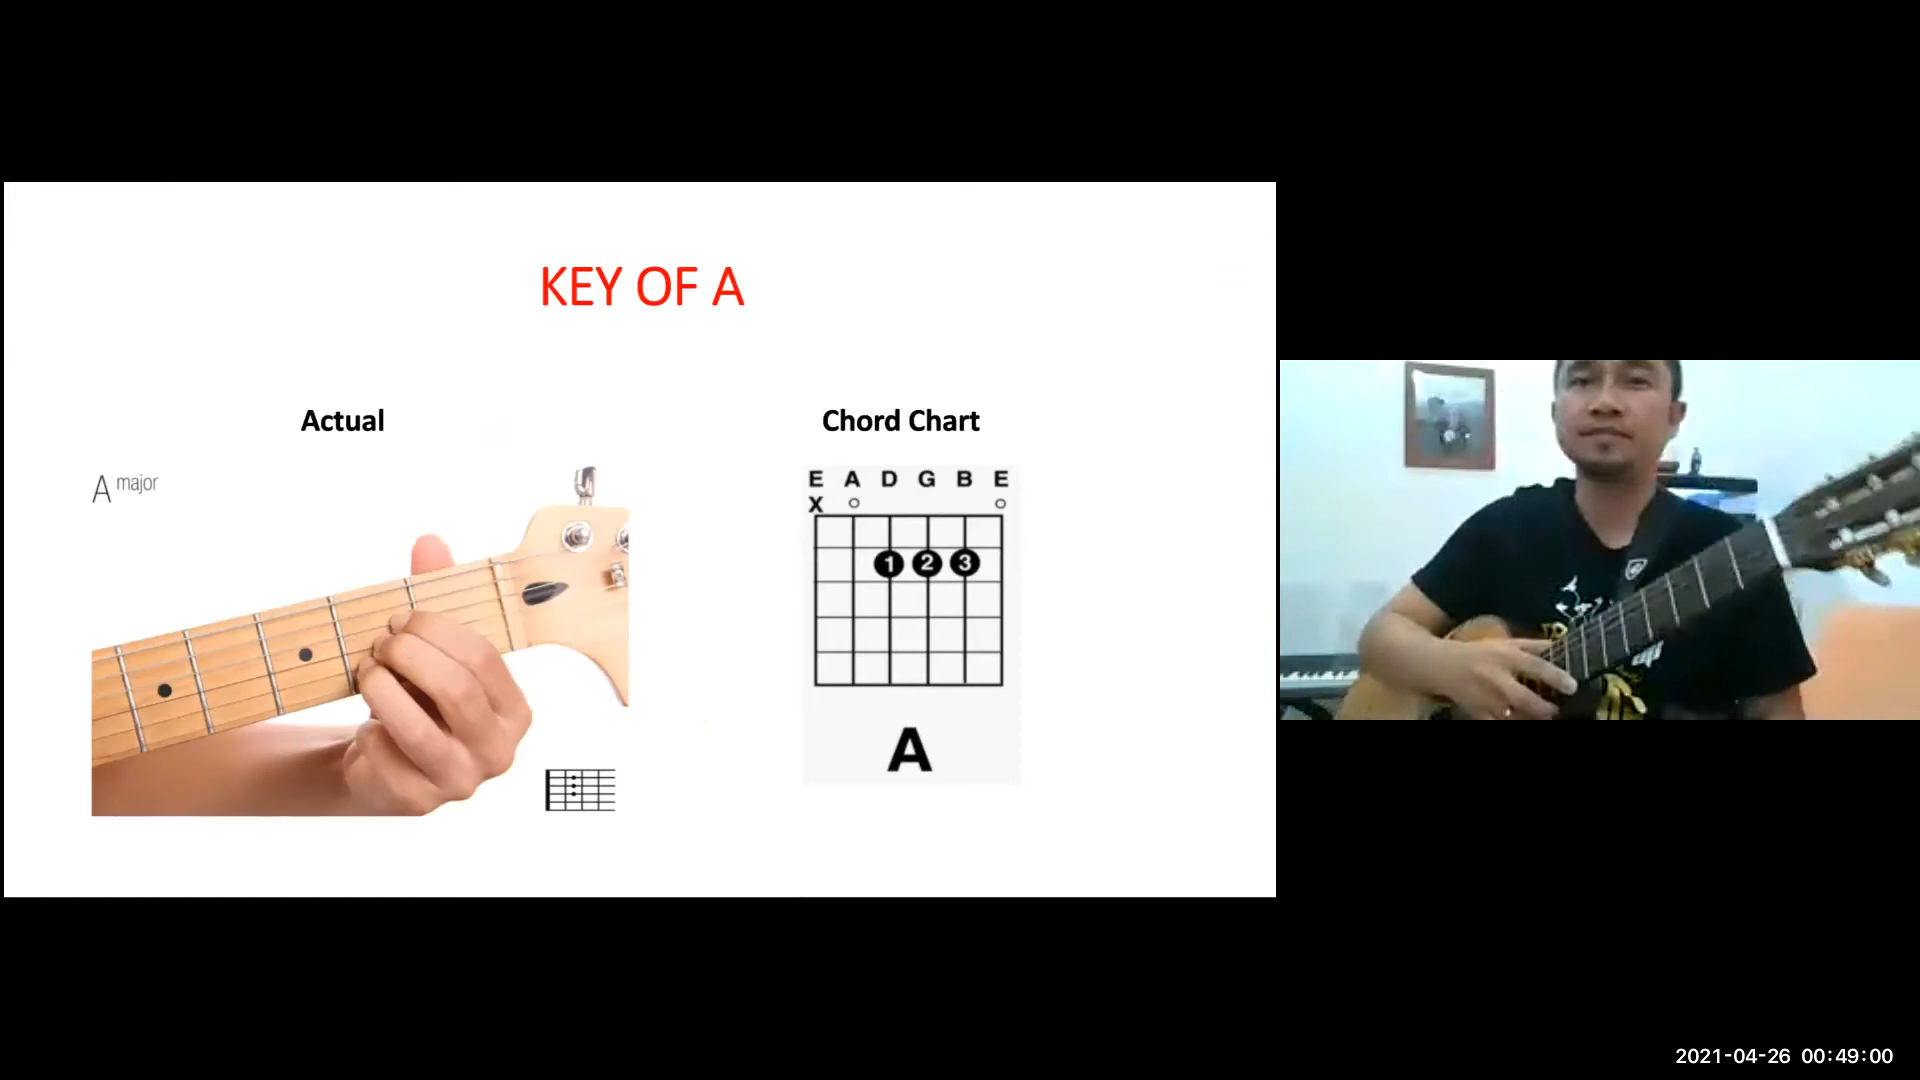 KEY OF A
Actual
Chord Chart
A major
E A D G B E
X
1 2 3
A
2021-04-26 00:49:00